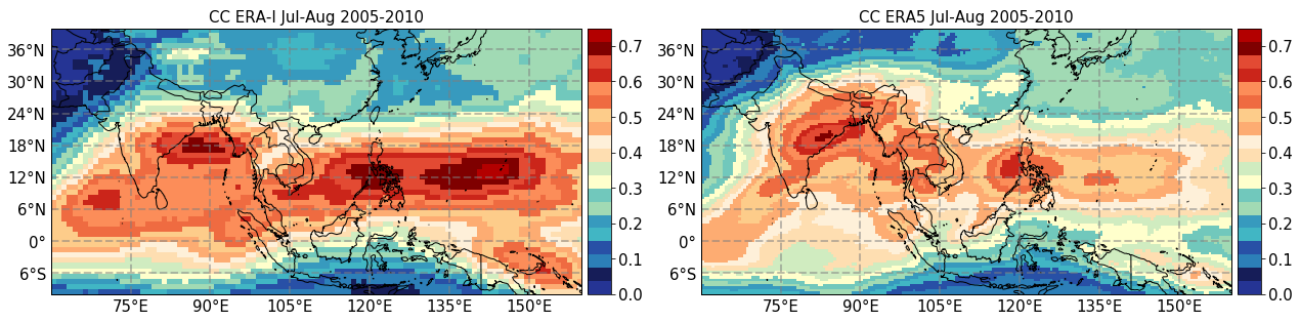 CC ERA-I Jul-Aug 2005-2010
36°N
30°N
24°N
18°N
12°N
6°N
0°
6°S
75°E 90°E 105°E 120°E 135°E 150°E
0.7
0.6
0.5
0.4
0.3
0.2
0.1
0.0
CC ERA5 Jul-Aug 2005-2010
36°N
30°N
24°N
18°N
12°N
6°N
0°
6°S
75°E 90°E 105°E 120°E 135°E 150°E
0.7
0.6
0.5
0.4
0.3
0.2
0.1
0.0